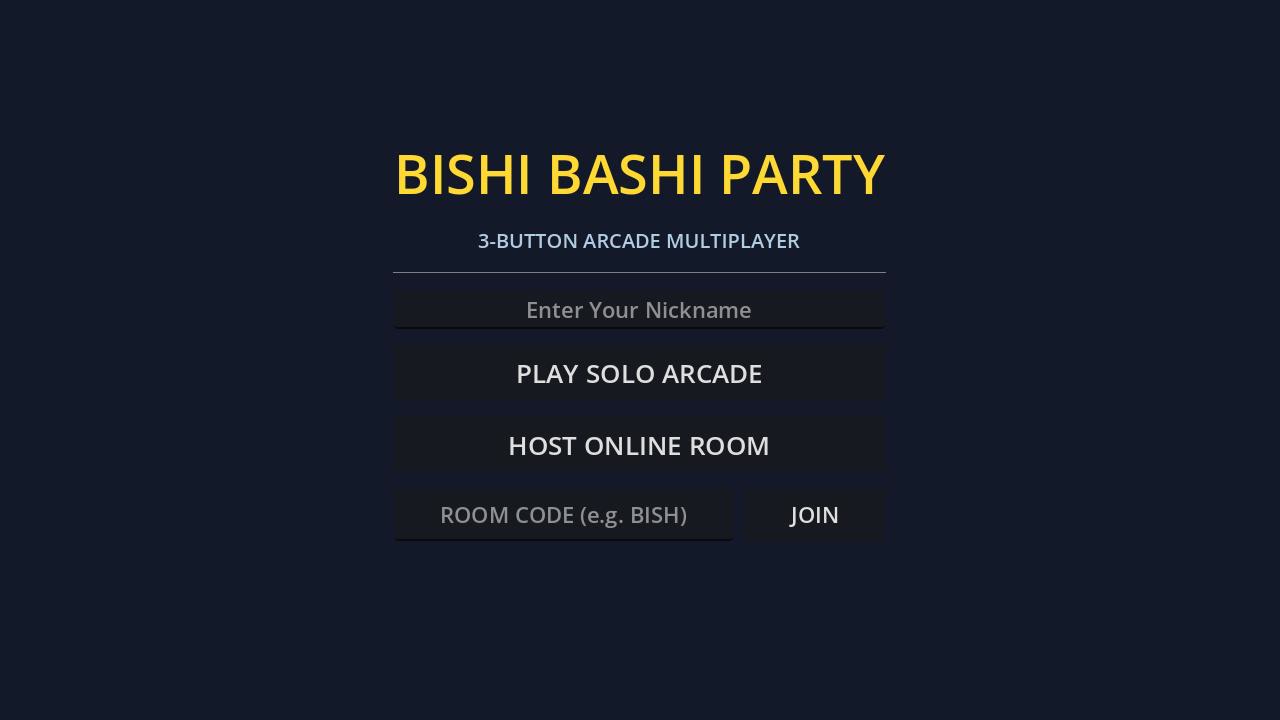 BISHI BASHI PARTY
3-BUTTON ARCADE MULTIPLAYER
Enter Your Nickname
PLAY SOLO ARCADE
HOST ONLINE ROOM
ROOM CODE (e.g. BISH)
JOIN